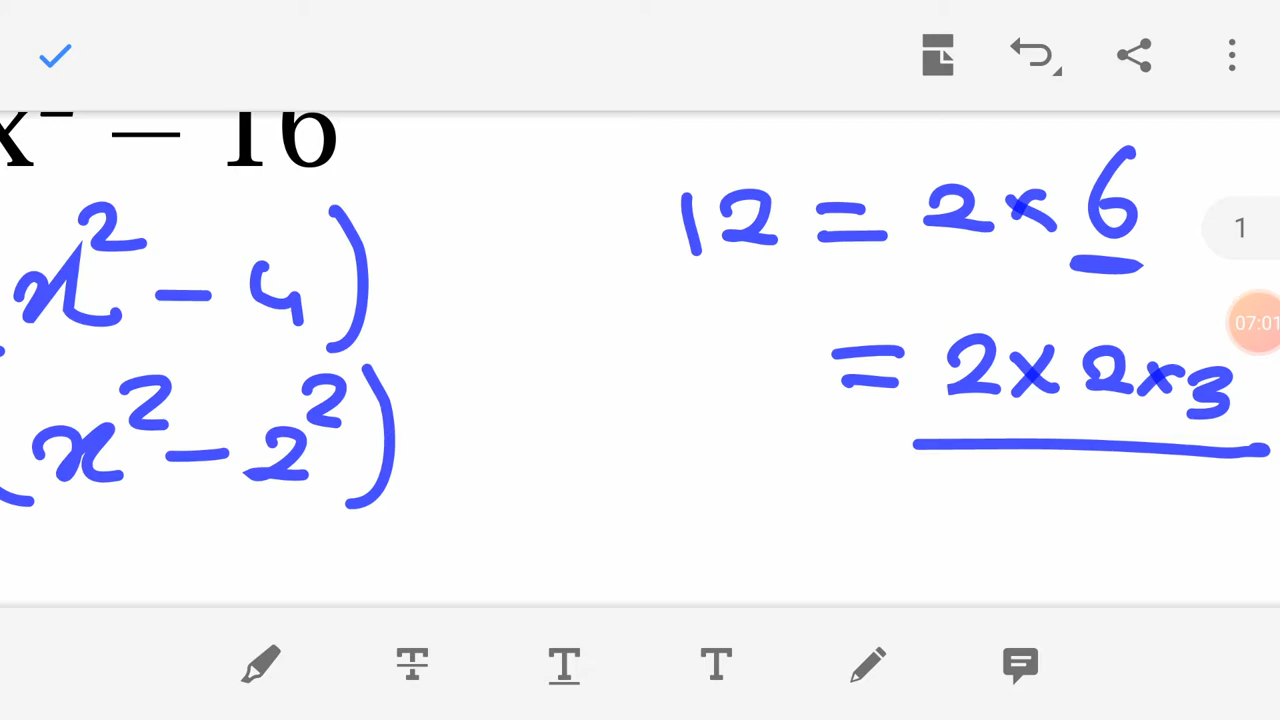 x² − 16
x² − 4)
(x² − 2²)
12 = 2 × 6
= 2 × 2 × 3
1
07:01